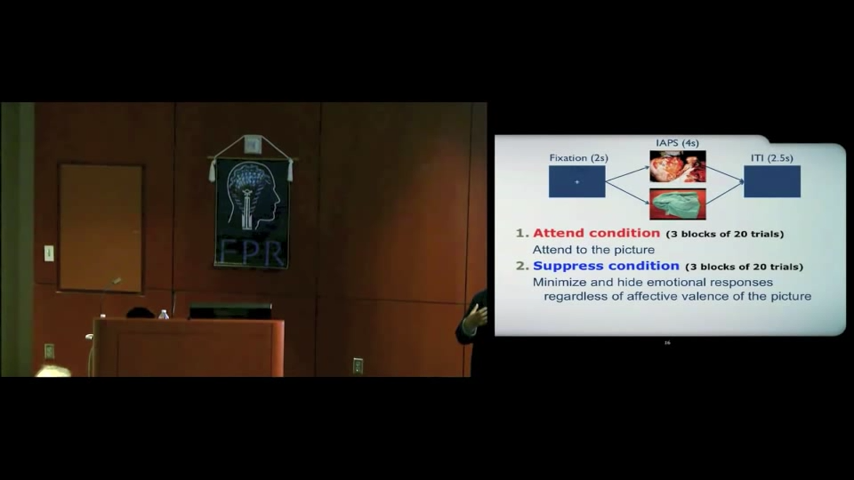 FPR
IAPS (4s)
Fixation (2s)
ITI (2.5s)
1. Attend condition (3 blocks of 20 trials)
Attend to the picture
2. Suppress condition (3 blocks of 20 trials)
Minimize and hide emotional responses
regardless of affective valence of the picture